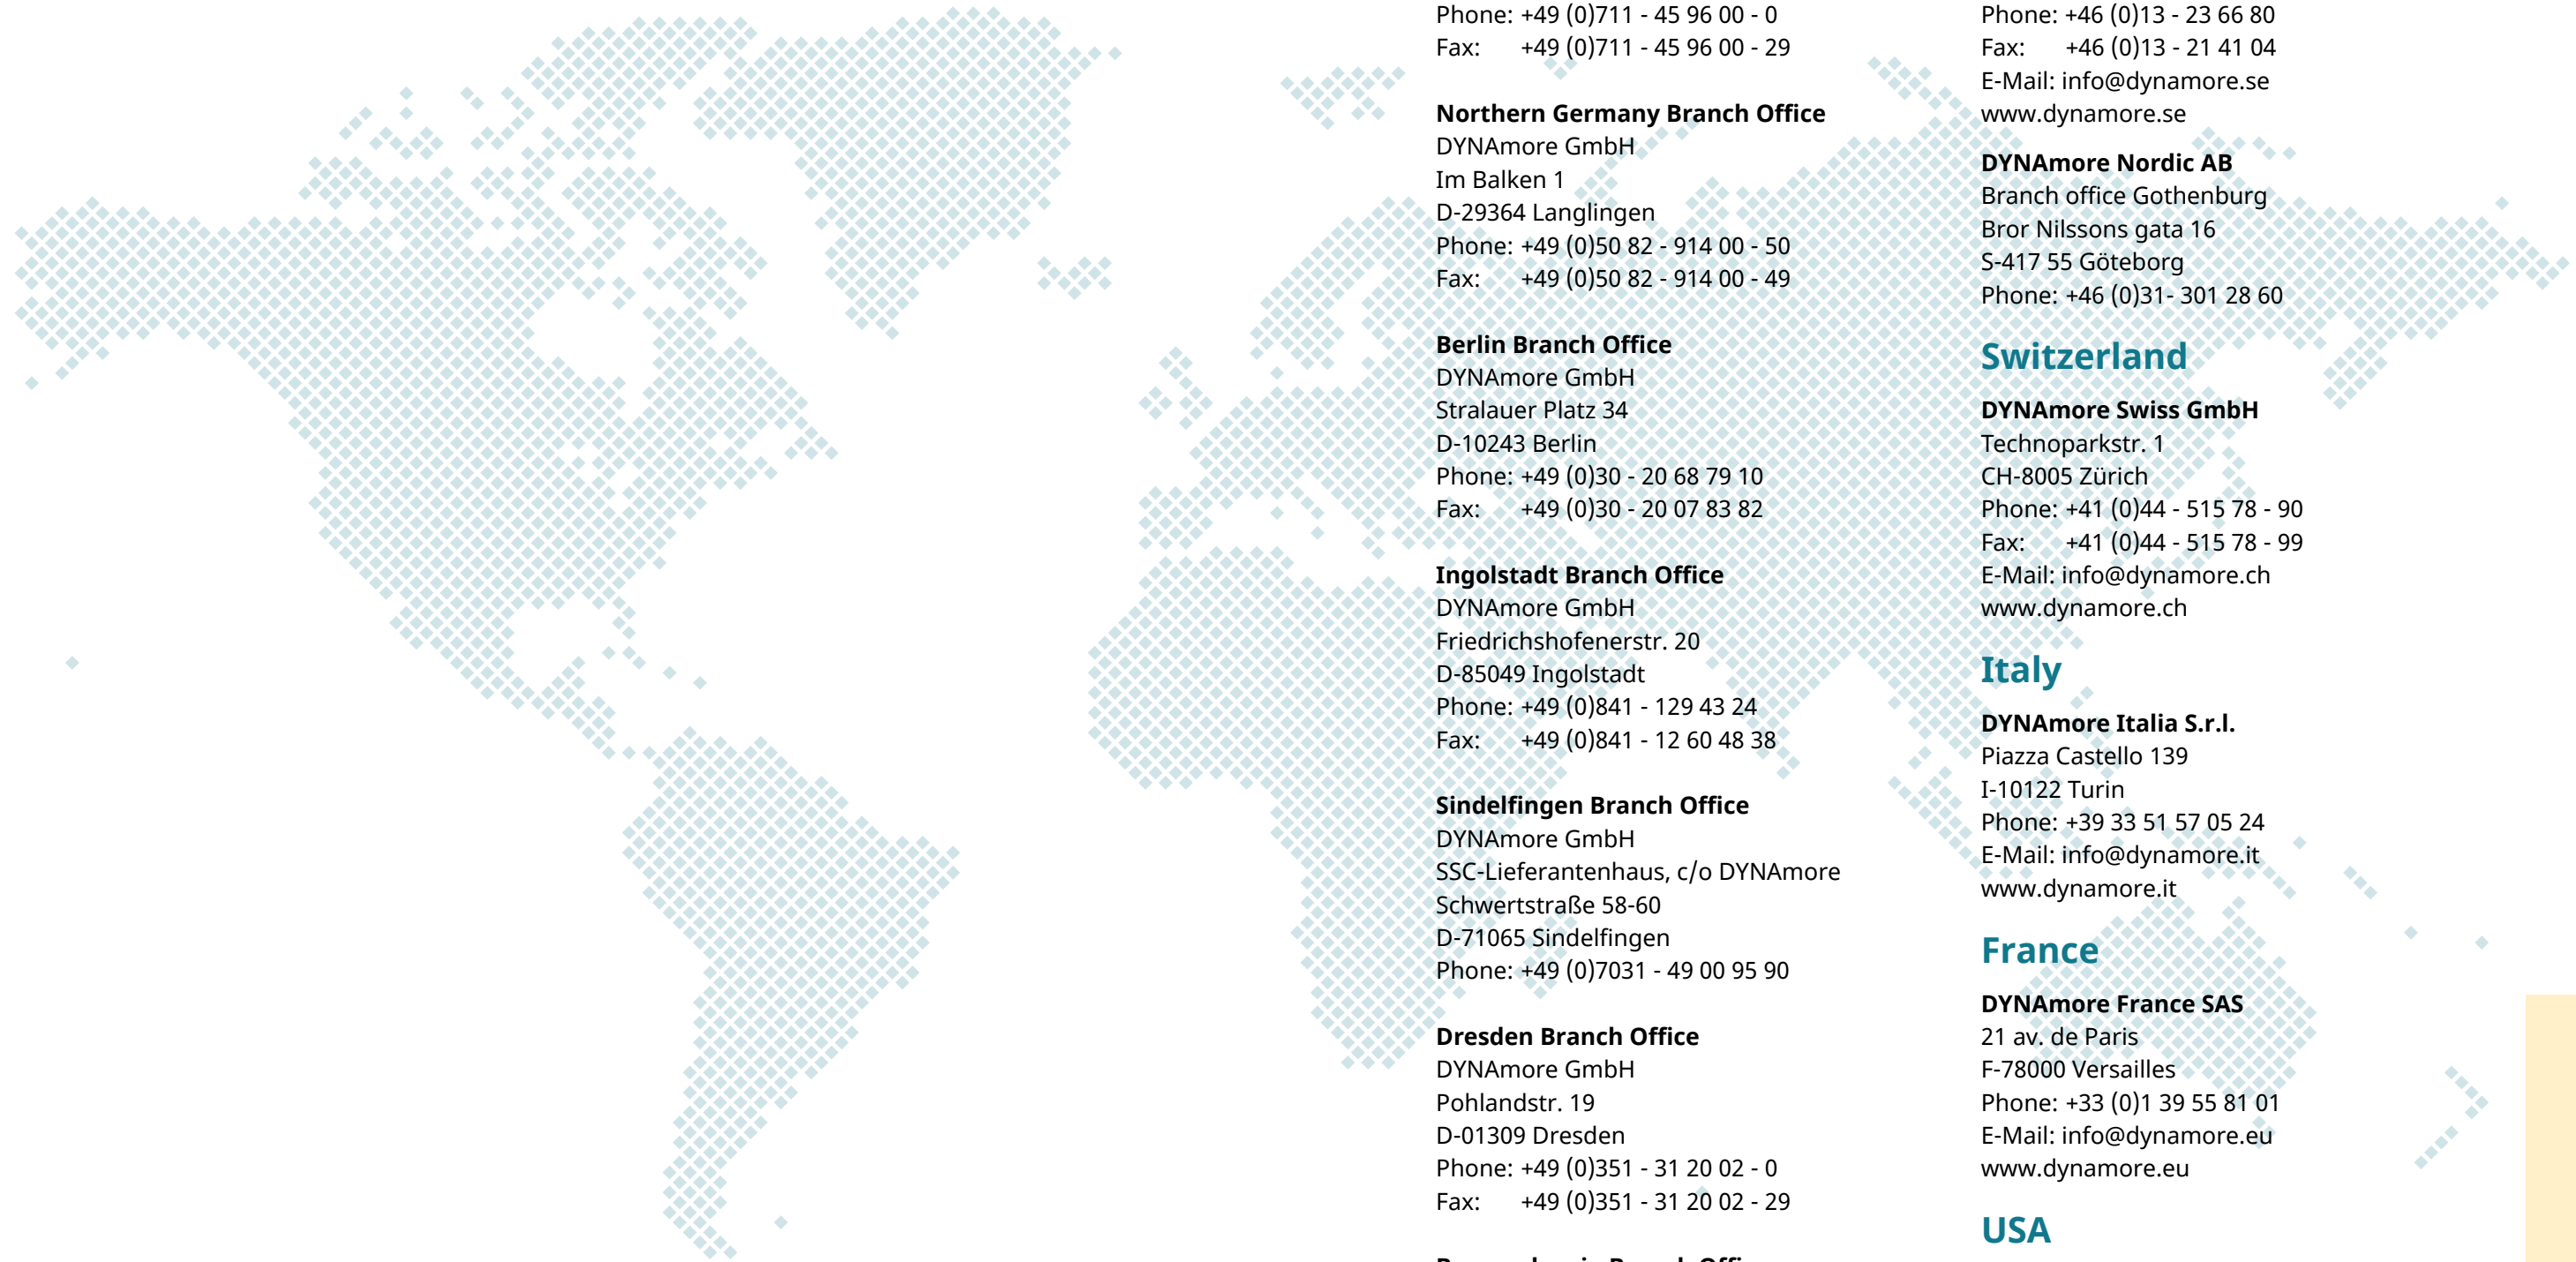 Phone: +49 (0)711 - 45 96 00 - 0
Fax: +49 (0)711 - 45 96 00 - 29
Northern Germany Branch Office
DYNAmore GmbH
Im Balken 1
D-29364 Langlingen
Phone: +49 (0)50 82 - 914 00 - 50
Fax: +49 (0)50 82 - 914 00 - 49
Berlin Branch Office
DYNAmore GmbH
Stralauer Platz 34
D-10243 Berlin
Phone: +49 (0)30 - 20 68 79 10
Fax: +49 (0)30 - 20 07 83 82
Ingolstadt Branch Office
DYNAmore GmbH
Friedrichshofenerstr. 20
D-85049 Ingolstadt
Phone: +49 (0)841 - 129 43 24
Fax: +49 (0)841 - 12 60 48 38
Sindelfingen Branch Office
DYNAmore GmbH
SSC-Lieferantenhaus, c/o DYNAmore
Schwertstraße 58-60
D-71065 Sindelfingen
Phone: +49 (0)7031 - 49 00 95 90
Dresden Branch Office
DYNAmore GmbH
Pohlandstr. 19
D-01309 Dresden
Phone: +49 (0)351 - 31 20 02 - 0
Fax: +49 (0)351 - 31 20 02 - 29
Phone: +46 (0)13 - 23 66 80
Fax: +46 (0)13 - 21 41 04
E-Mail: info@dynamore.se
www.dynamore.se
DYNAmore Nordic AB
Branch office Gothenburg
Bror Nilssons gata 16
S-417 55 Göteborg
Phone: +46 (0)31- 301 28 60
Switzerland
DYNAmore Swiss GmbH
Technoparkstr. 1
CH-8005 Zürich
Phone: +41 (0)44 - 515 78 - 90
Fax: +41 (0)44 - 515 78 - 99
E-Mail: info@dynamore.ch
www.dynamore.ch
Italy
DYNAmore Italia S.r.l.
Piazza Castello 139
I-10122 Turin
Phone: +39 33 51 57 05 24
E-Mail: info@dynamore.it
www.dynamore.it
France
DYNAmore France SAS
21 av. de Paris
F-78000 Versailles
Phone: +33 (0)1 39 55 81 01
E-Mail: info@dynamore.eu
www.dynamore.eu
USA